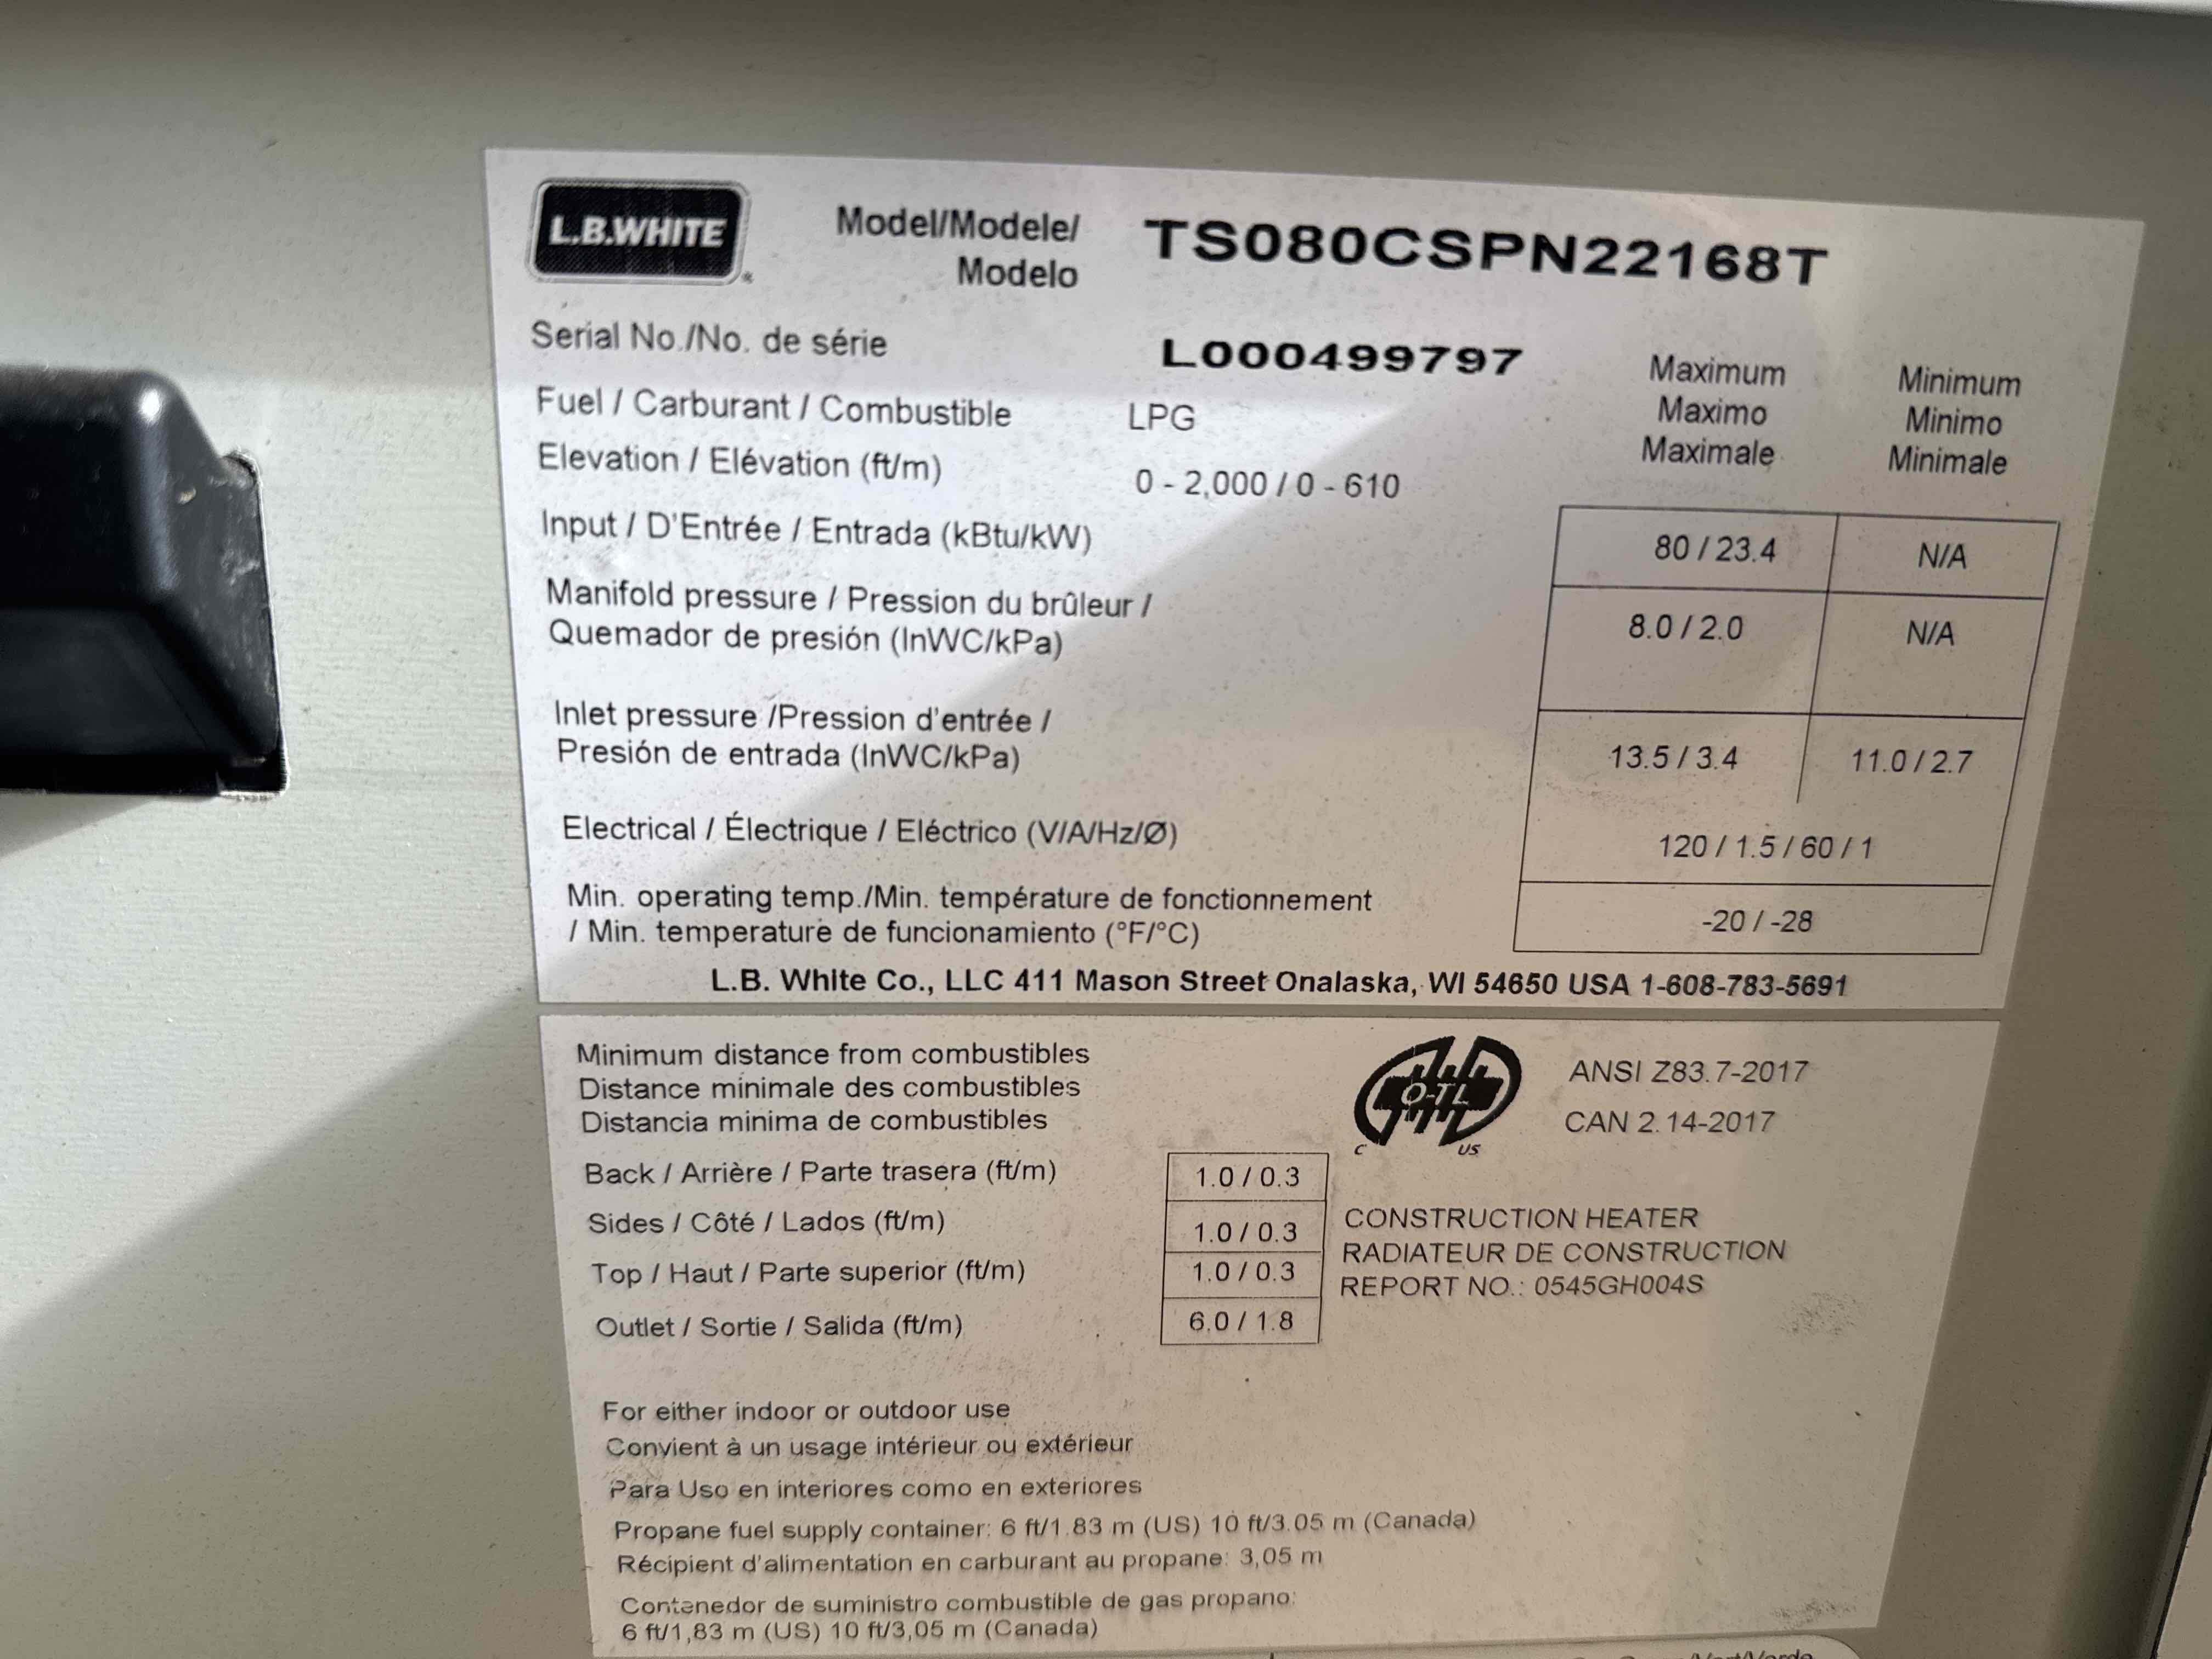 L.B.WHITE®
Model/Modele/ TS080CSPN22168T
Modelo
Serial No./No. de série L000499797
Maximum Minimum
Maximo Minimo
Maximale Minimale
Fuel / Carburant / Combustible LPG
Elevation / Elévation (ft/m) 0 - 2,000 / 0 - 610
Input / D'Entrée / Entrada (kBtu/kW) 80 / 23.4 N/A
Manifold pressure / Pression du brûleur /
Quemador de presión (InWC/kPa) 8.0 / 2.0 N/A
Inlet pressure /Pression d'entrée /
Presión de entrada (InWC/kPa) 13.5 / 3.4 11.0 / 2.7
Electrical / Électrique / Eléctrico (V/A/Hz/Ø) 120 / 1.5 / 60 / 1
Min. operating temp./Min. température de fonctionnement
/ Min. temperature de funcionamiento (°F/°C) -20 / -28
L.B. White Co., LLC 411 Mason Street Onalaska, WI 54650 USA 1-608-783-5691
Minimum distance from combustibles
Distance minimale des combustibles
Distancia minima de combustibles
O-TL
C US
ANSI Z83.7-2017
CAN 2.14-2017
Back / Arrière / Parte trasera (ft/m) 1.0 / 0.3
Sides / Côté / Lados (ft/m) 1.0 / 0.3
Top / Haut / Parte superior (ft/m) 1.0 / 0.3
Outlet / Sortie / Salida (ft/m) 6.0 / 1.8
CONSTRUCTION HEATER
RADIATEUR DE CONSTRUCTION
REPORT NO.: 0545GH004S
For either indoor or outdoor use
Convient à un usage intérieur ou extérieur
Para Uso en interiores como en exteriores
Propane fuel supply container: 6 ft/1.83 m (US) 10 ft/3.05 m (Canada)
Récipient d'alimentation en carburant au propane: 3,05 m
Contenedor de suministro combustible de gas propano:
6 ft/1,83 m (US) 10 ft/3,05 m (Canada)